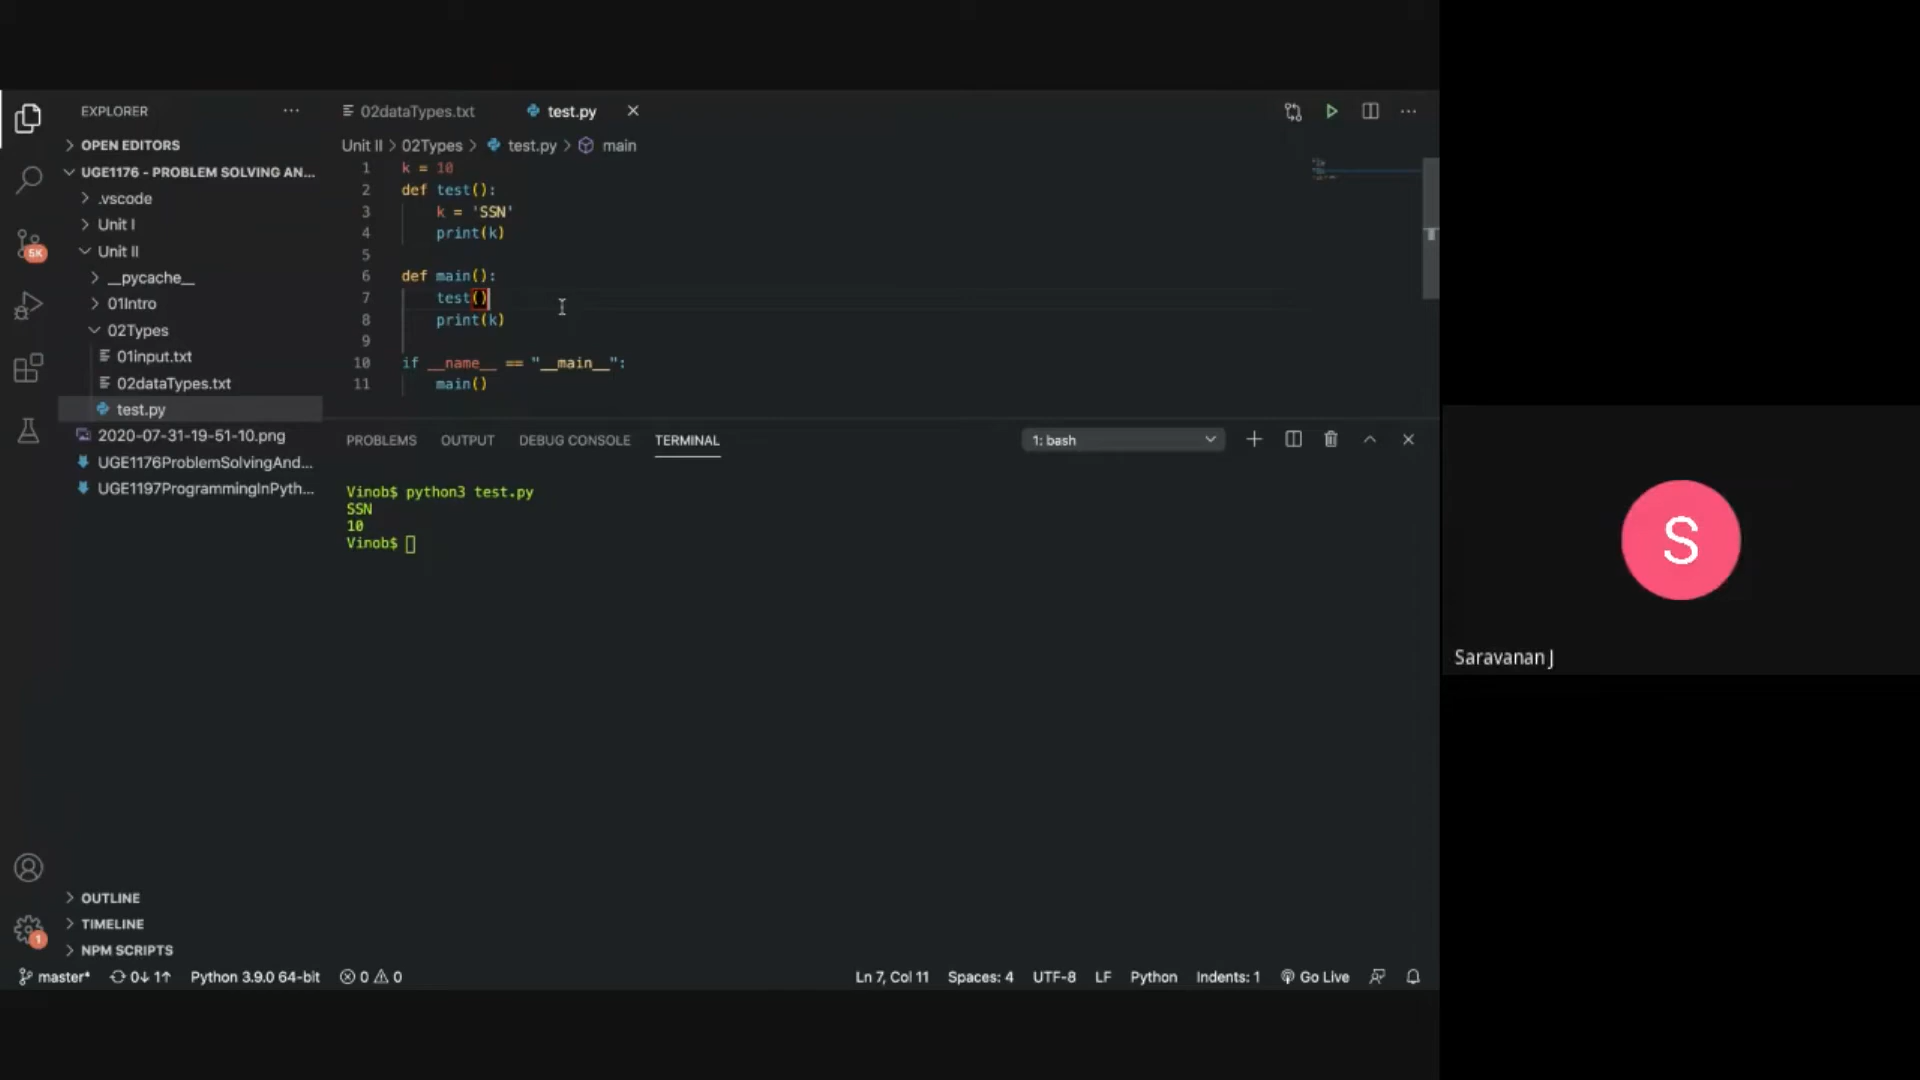 EXPLORER
OPEN EDITORS
UGE1176 - PROBLEM SOLVING AN...
.vscode
Unit I
Unit II
__pycache__
01Intro
02Types
01input.txt
02dataTypes.txt
test.py
2020-07-31-19-51-10.png
UGE1176ProblemSolvingAnd...
UGE1197ProgrammingInPyth...
5K
OUTLINE
TIMELINE
NPM SCRIPTS
1
02dataTypes.txt test.py
Unit II > 02Types > test.py > main
1 k = 10
2 def test():
3 k = 'SSN'
4 print(k)
5
6 def main():
7 test()
8 print(k)
9
10 if __name__ == "__main__":
11 main()
PROBLEMS OUTPUT DEBUG CONSOLE TERMINAL 1: bash
Vinob$ python3 test.py
SSN
10
Vinob$
master* 0↓ 1↑ Python 3.9.0 64-bit 0 0 Ln 7, Col 11 Spaces: 4 UTF-8 LF Python Indents: 1 Go Live
S
Saravanan J